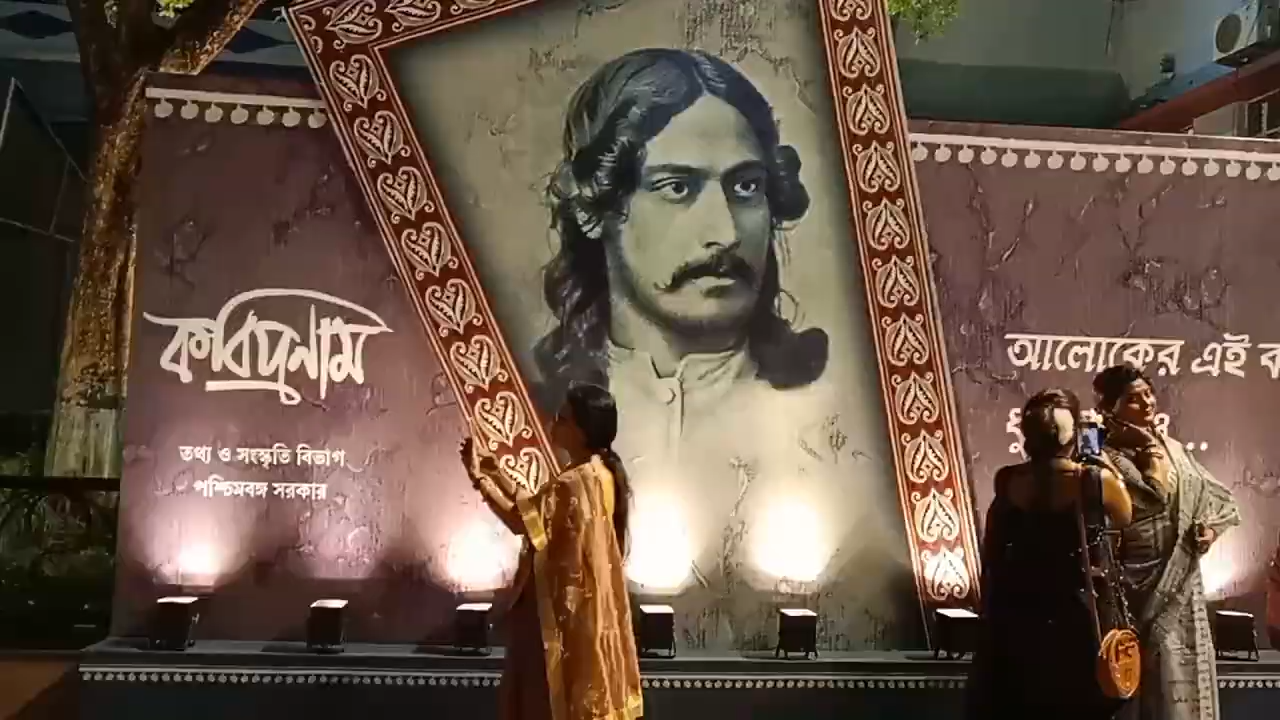 কবিপ্রণাম
তথ্য ও সংস্কৃতি বিভাগ
পশ্চিমবঙ্গ সরকার
আলোকের এই